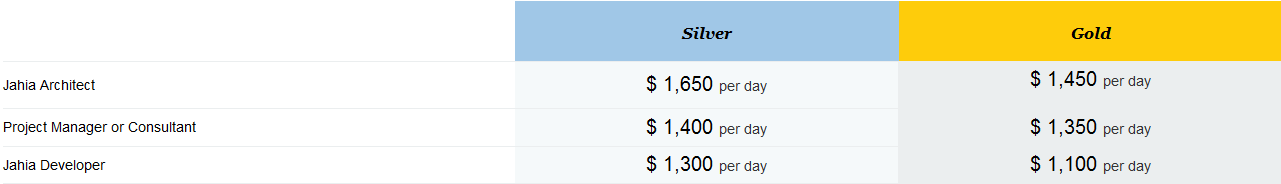 Silver Gold
Jahia Architect $ 1,650 per day $ 1,450 per day
Project Manager or Consultant $ 1,400 per day $ 1,350 per day
Jahia Developer $ 1,300 per day $ 1,100 per day